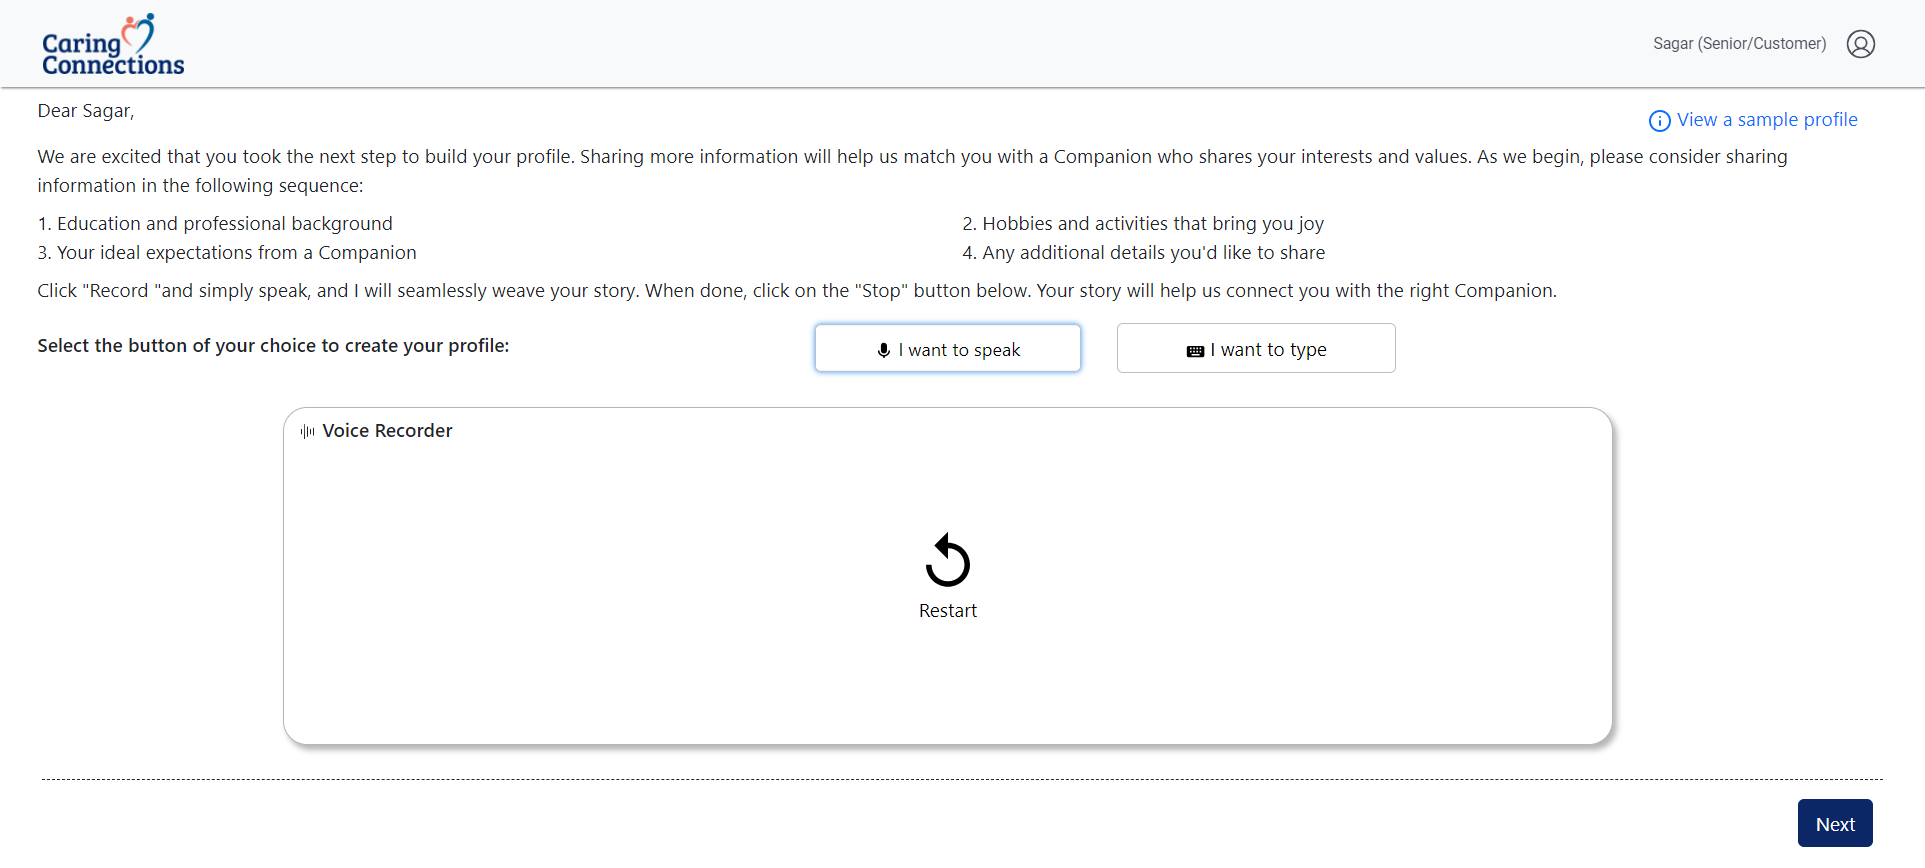 Caring
Connections
Sagar (Senior/Customer)
Dear Sagar,
View a sample profile
We are excited that you took the next step to build your profile. Sharing more information will help us match you with a Companion who shares your interests and values. As we begin, please consider sharing
information in the following sequence:
1. Education and professional background
2. Hobbies and activities that bring you joy
3. Your ideal expectations from a Companion
4. Any additional details you'd like to share
Click "Record "and simply speak, and I will seamlessly weave your story. When done, click on the "Stop" button below. Your story will help us connect you with the right Companion.
Select the button of your choice to create your profile:
I want to speak
I want to type
Voice Recorder
Restart
Next